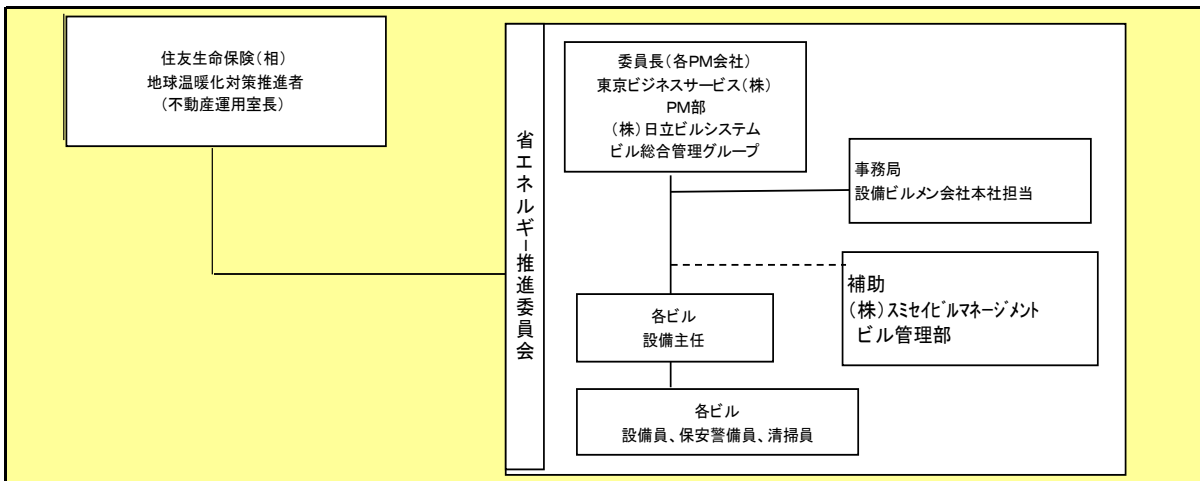 住友生命保険(相)
地球温暖化対策推進者
(不動産運用室長)
省エネルギー推進委員会
委員長(各PM会社)
東京ビジネスサービス(株)
PM部
(株)日立ビルシステム
ビル総合管理グループ
事務局
設備ビルメン会社本社担当
補助
(株)スミセイビルマネージメント
ビル管理部
各ビル
設備主任
各ビル
設備員、保安警備員、清掃員